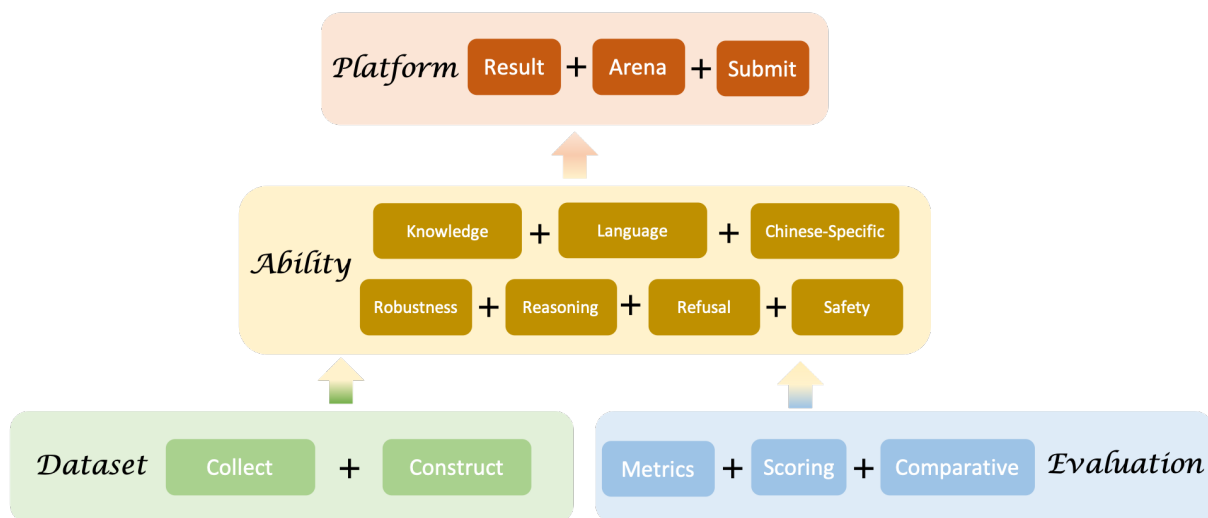 Platform Result + Arena + Submit
Knowledge + Language + Chinese-Specific
Ability
Robustness + Reasoning + Refusal + Safety
Dataset Collect + Construct
Metrics + Scoring + Comparative Evaluation